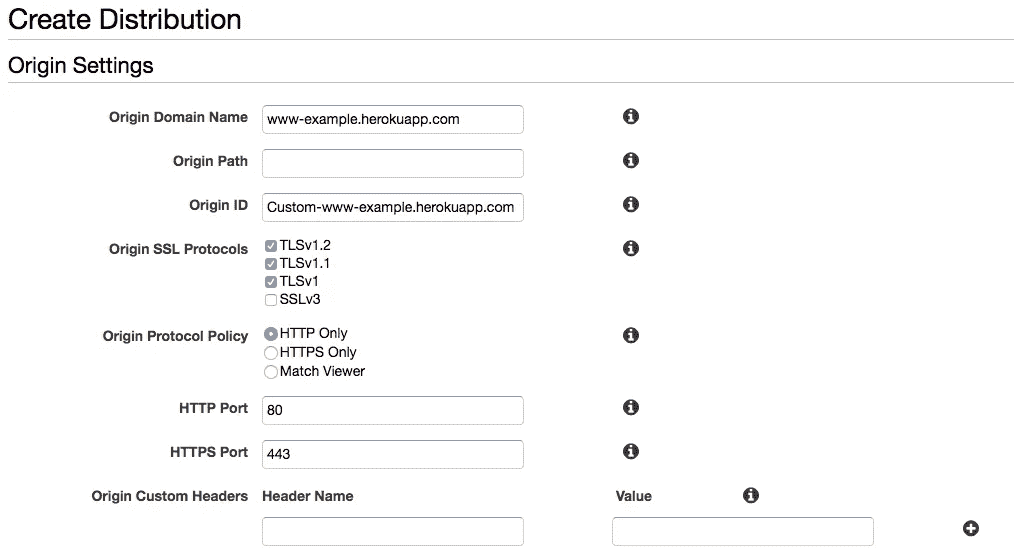 Create Distribution
Origin Settings
Origin Domain Name www-example.herokuapp.com
Origin Path
Origin ID Custom-www-example.herokuapp.com
Origin SSL Protocols TLSv1.2
TLSv1.1
TLSv1
SSLv3
Origin Protocol Policy HTTP Only
HTTPS Only
Match Viewer
HTTP Port 80
HTTPS Port 443
Origin Custom Headers Header Name Value